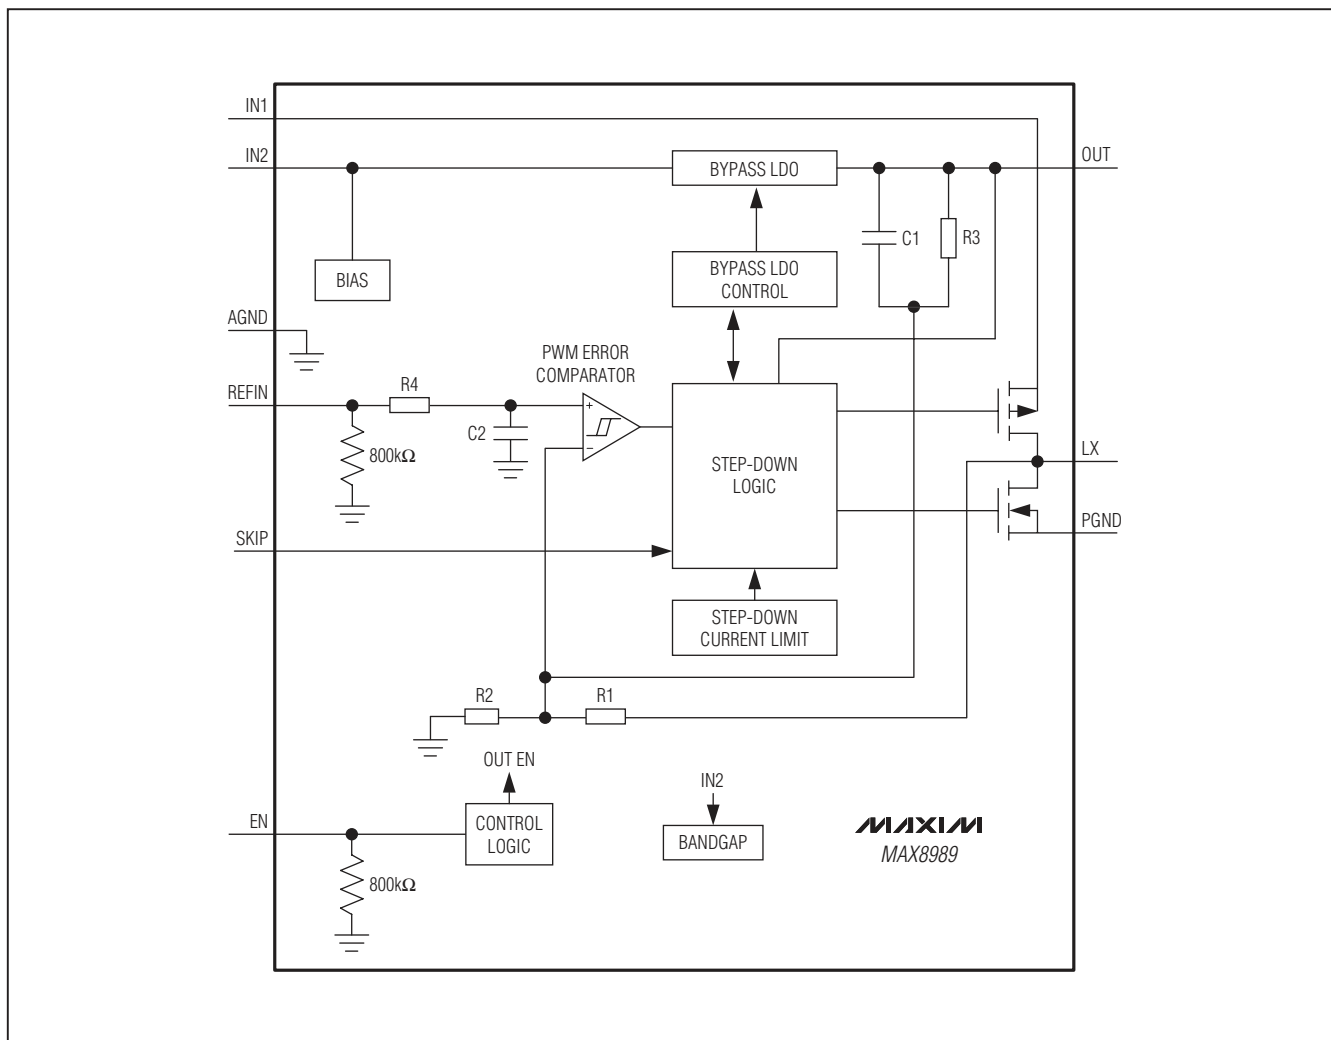 IN1
IN2
BYPASS LDO
OUT
C1
R3
BIAS
BYPASS LDO
CONTROL
AGND
PWM ERROR
COMPARATOR
REFIN
R4
+
C2
−
800kΩ
STEP-DOWN
LOGIC
LX
PGND
SKIP
STEP-DOWN
CURRENT LIMIT
R2
R1
OUT EN
IN2
EN
CONTROL
LOGIC
BANDGAP
MAXIM
MAX8989
800kΩ